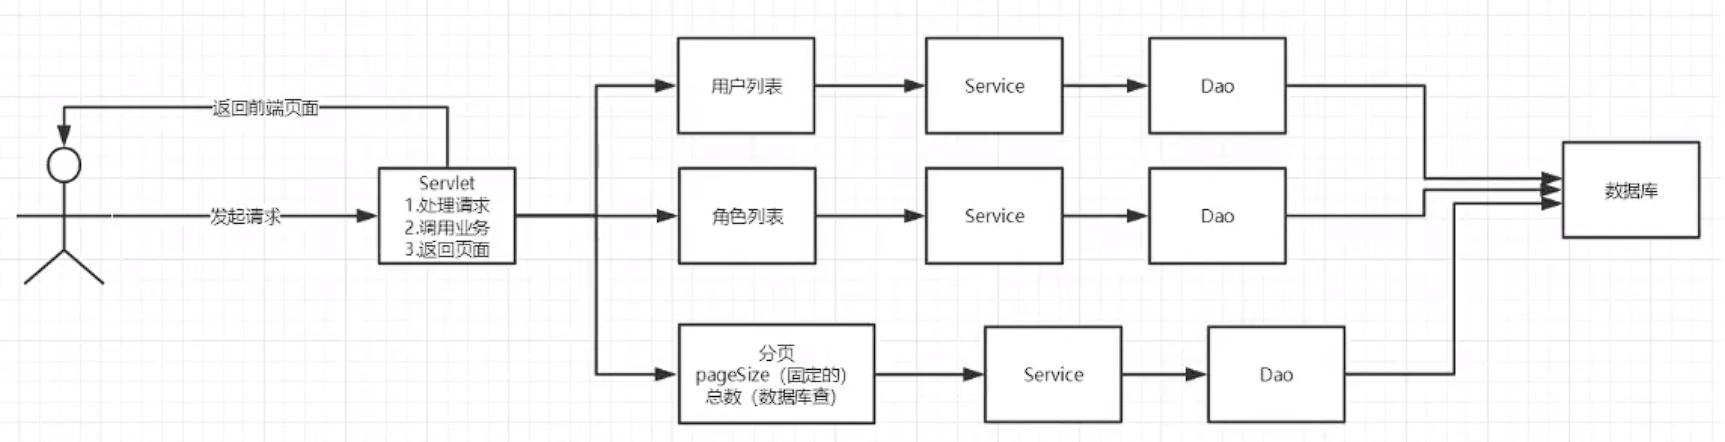 用户列表
Service
Dao
返回前端页面
Servlet
1.处理请求
2.调用业务
3.返回页面
发起请求
角色列表
Service
Dao
数据库
分页
pageSize（固定的）
总数（数据库查）
Service
Dao